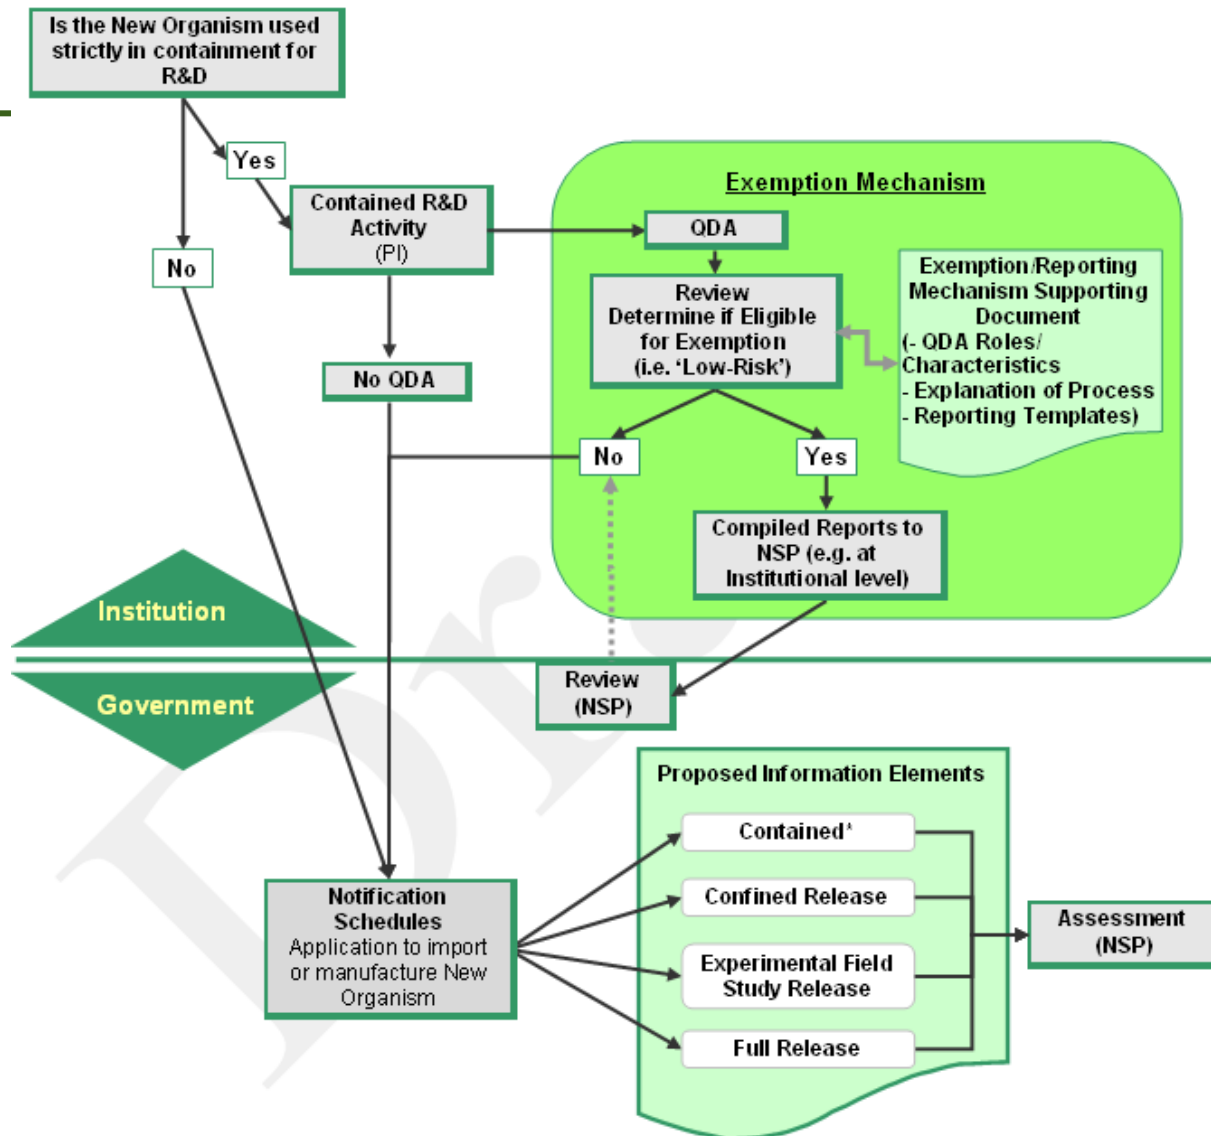 Is the New Organism used
strictly in containment for
R&D
Yes
No
Contained R&D
Activity
(PI)
No QDA
Exemption Mechanism
QDA
Review
Determine if Eligible
for Exemption
(i.e. ‘Low-Risk’)
Exemption/Reporting
Mechanism Supporting
Document
(- QDA Roles/
Characteristics
- Explanation of Process
- Reporting Templates)
No
Yes
Compiled Reports to
NSP (e.g. at
Institutional level)
Institution
Government
Review
(NSP)
Notification
Schedules
Application to import
or manufacture New
Organism
Proposed Information Elements
Contained*
Confined Release
Experimental Field
Study Release
Full Release
Assessment
(NSP)